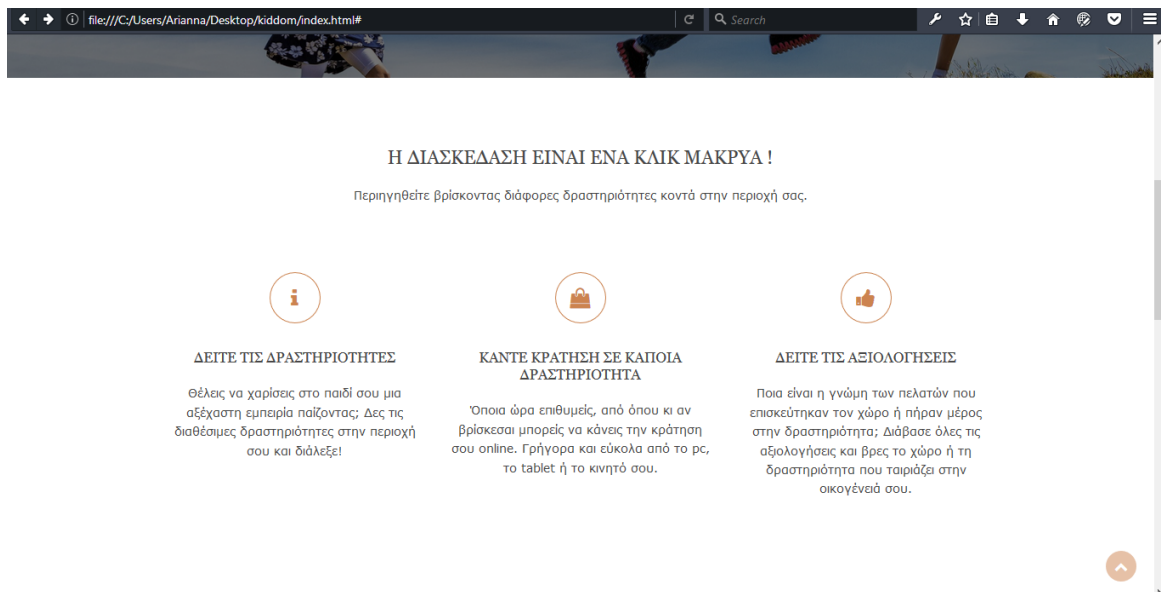 file:///C:/Users/Arianna/Desktop/kiddom/index.html#
Search
Η ΔΙΑΣΚΕΔΑΣΗ ΕΙΝΑΙ ΕΝΑ ΚΛΙΚ ΜΑΚΡΥΑ !
Περιηγηθείτε βρίσκοντας διάφορες δραστηριότητες κοντά στην περιοχή σας.
ΔΕΙΤΕ ΤΙΣ ΔΡΑΣΤΗΡΙΟΤΗΤΕΣ
Θέλεις να χαρίσεις στο παιδί σου μια
αξέχαστη εμπειρία παίζοντας; Δες τις
διαθέσιμες δραστηριότητες στην περιοχή
σου και διάλεξε!
ΚΑΝΤΕ ΚΡΑΤΗΣΗ ΣΕ ΚΑΠΟΙΑ
ΔΡΑΣΤΗΡΙΟΤΗΤΑ
Όποια ώρα επιθυμείς, από όπου κι αν
βρίσκεσαι μπορείς να κάνεις την κράτηση
σου online. Γρήγορα και εύκολα από το pc,
το tablet ή το κινητό σου.
ΔΕΙΤΕ ΤΙΣ ΑΞΙΟΛΟΓΗΣΕΙΣ
Ποια είναι η γνώμη των πελατών που
επισκεύτηκαν τον χώρο ή πήραν μέρος
στην δραστηριότητα; Διάβασε όλες τις
αξιολογήσεις και βρες το χώρο ή τη
δραστηριότητα που ταιριάζει στην
οικογένειά σου.